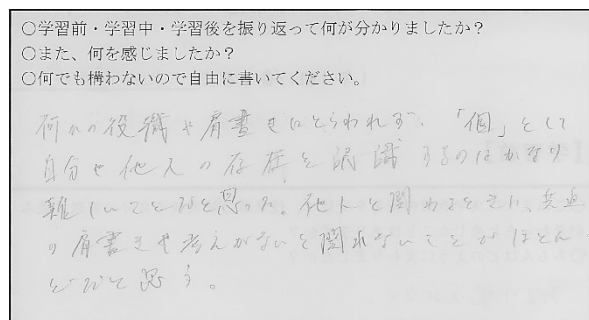 ○学習前・学習中・学習後を振り返って何が分かりましたか？
○また、何を感じましたか？
○何でも構わないので自由に書いてください。
何かの役職や肩書きにとらわれず、「個」として
自分や他人の存在を認識するのはかなり
難しいことだと思った。他人と関わるときに、共通
の肩書きや考えがないと関れないことがほとん
どだと思う。